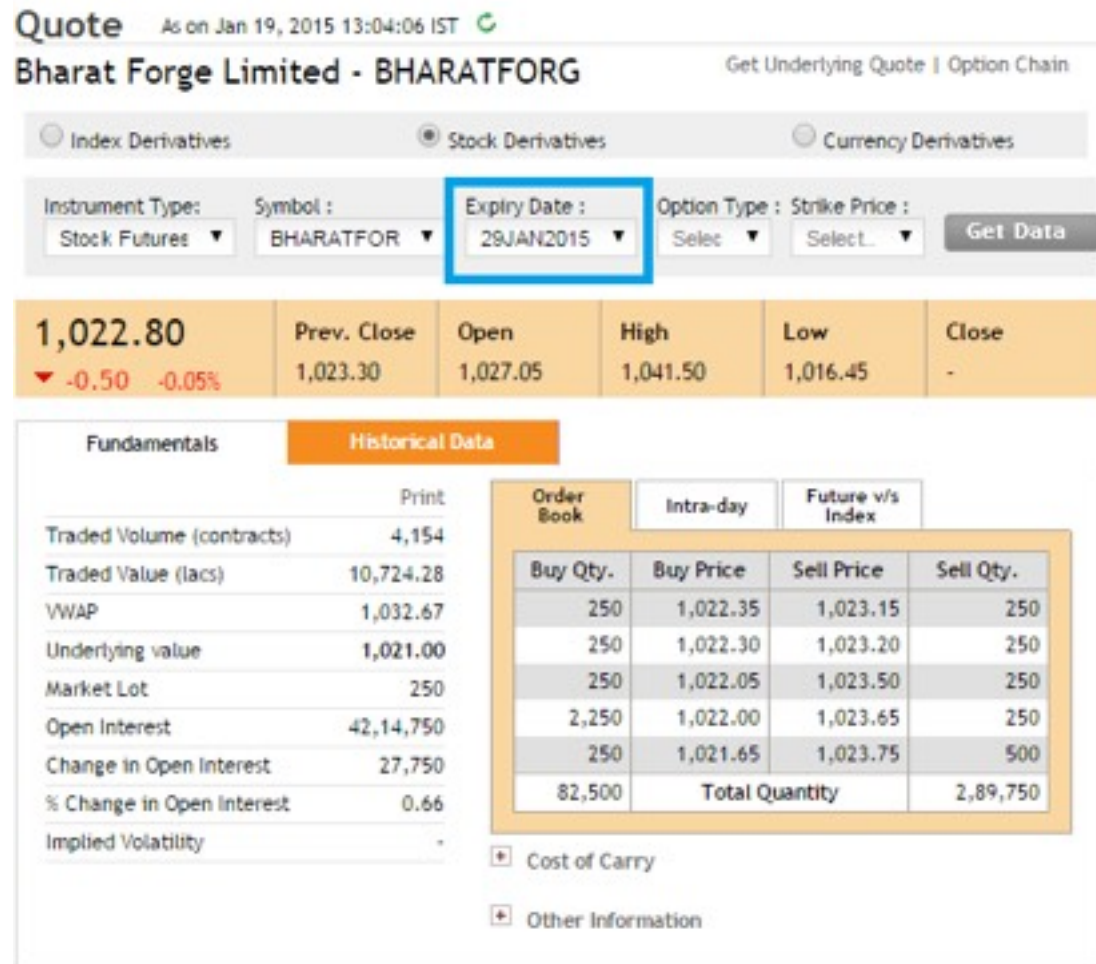 Quote As on Jan 19, 2015 13:04:06 IST
Bharat Forge Limited - BHARATFORG Get Underlying Quote | Option Chain
Index Derivatives Stock Derivatives Currency Derivatives
Instrument Type: Symbol : Expiry Date : Option Type : Strike Price :
Stock Futures BHARATFOR 29JAN2015 Selec Select.. Get Data
1,022.80 Prev. Close Open High Low Close
-0.50 -0.05% 1,023.30 1,027.05 1,041.50 1,016.45 -
Fundamentals Historical Data
Print
Traded Volume (contracts) 4,154
Traded Value (lacs) 10,724.28
VWAP 1,032.67
Underlying value 1,021.00
Market Lot 250
Open Interest 42,14,750
Change in Open Interest 27,750
% Change in Open Interest 0.66
Implied Volatility -
Order Book Intra-day Future v/s Index
Buy Qty. Buy Price Sell Price Sell Qty.
250 1,022.35 1,023.15 250
250 1,022.30 1,023.20 250
250 1,022.05 1,023.50 250
2,250 1,022.00 1,023.65 250
250 1,021.65 1,023.75 500
82,500 Total Quantity 2,89,750
Cost of Carry
Other Information